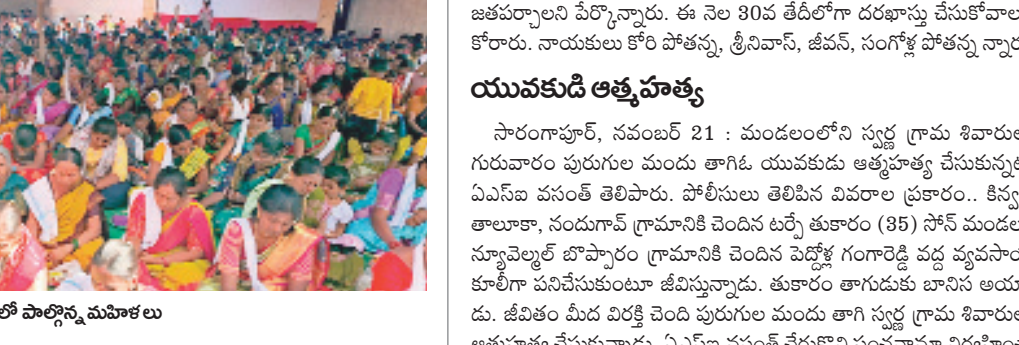 లో పాల్గొన్న మహిళలు
జతపర్చాలని పేర్కొన్నారు. ఈ నెల 30వ తేదీలోగా దరఖాస్తు చేసుకోవాల
కోరారు. నాయకులు కోరి పోతన్న, శ్రీనివాస్, జీవన్, సంగోళ్ల పోతన్న న్నార
యువకుడి ఆత్మహత్య
సారంగాపూర్, నవంబర్ 21 : మండలంలోని స్వర్ణ గ్రామ శివారుల
గురువారం పురుగుల మందు తాగిఓ యువకుడు ఆత్మహత్య చేసుకున్నట
ఏఎస్ఐ వసంత్ తెలిపారు. పోలీసులు తెలిపిన వివరాల ప్రకారం.. కిన్వ
తాలూకా, నందుగావ్ గ్రామానికి చెందిన టర్పే తుకారం (35) సోన్ మండల
న్యూవెల్మల్ బొప్పారం గ్రామానికి చెందిన పెద్దోళ్ల గంగారెడ్డి వద్ద వ్యవసాయ
కూలీగా పనిచేసుకుంటూ జీవిస్తున్నాడు. తుకారం తాగుడుకు బానిస అయా
డు. జీవితం మీద విరక్తి చెంది పురుగుల మందు తాగి స్వర్ణ గ్రామ శివారుల